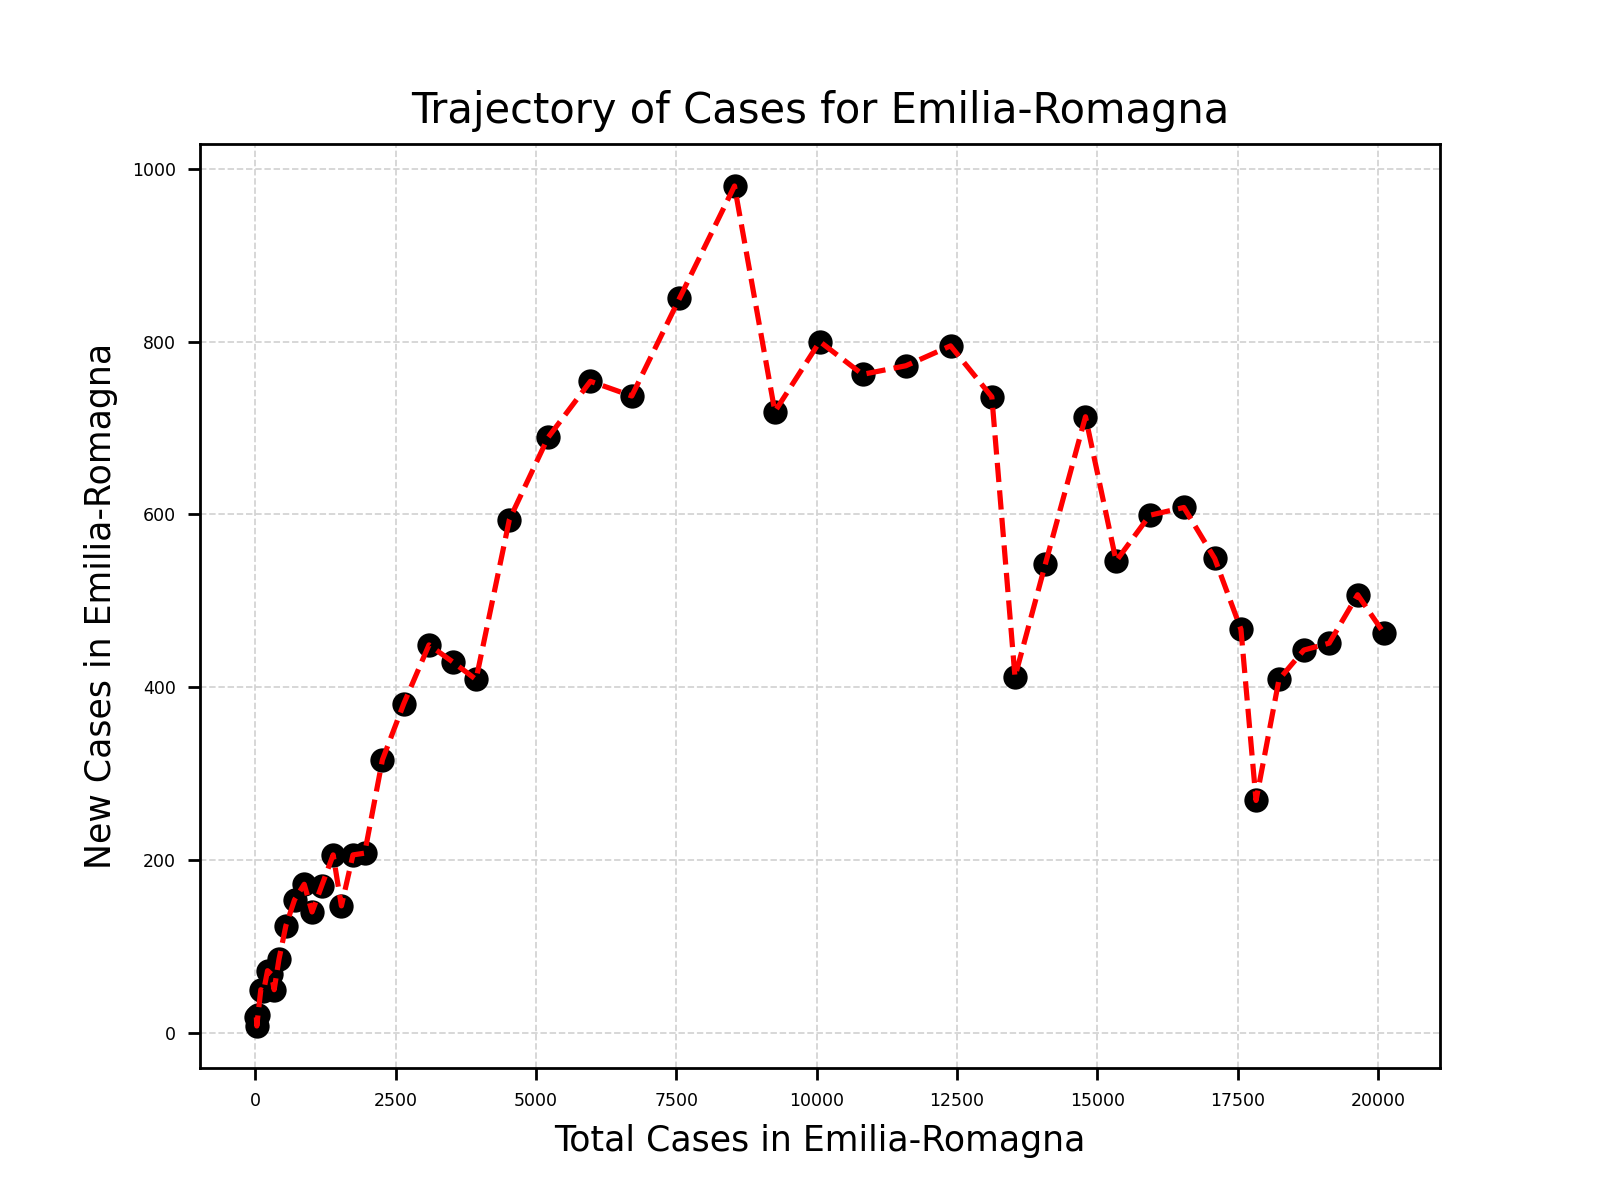 Trajectory of Cases for Emilia-Romagna
1000
800
600
400
200
0
New Cases in Emilia-Romagna
0 2500 5000 7500 10000 12500 15000 17500 20000
Total Cases in Emilia-Romagna